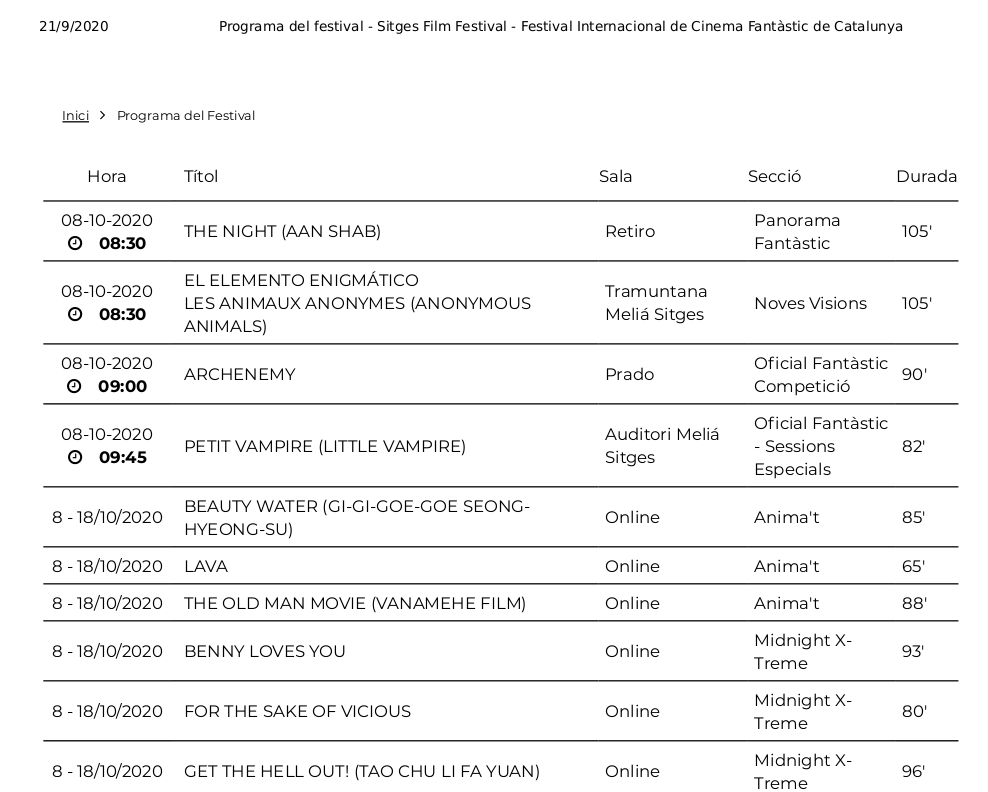 21/9/2020 Programa del festival - Sitges Film Festival - Festival Internacional de Cinema Fantàstic de Catalunya
Inici > Programa del Festival
Hora Títol Sala Secció Durada
08-10-2020
08:30
THE NIGHT (AAN SHAB)
Retiro
Panorama
Fantàstic
105'
08-10-2020
08:30
EL ELEMENTO ENIGMÁTICO
LES ANIMAUX ANONYMES (ANONYMOUS
ANIMALS)
Tramuntana
Meliá Sitges
Noves Visions
105'
08-10-2020
09:00
ARCHENEMY
Prado
Oficial Fantàstic
Competició
90'
08-10-2020
09:45
PETIT VAMPIRE (LITTLE VAMPIRE)
Auditori Meliá
Sitges
Oficial Fantàstic
- Sessions
Especials
82'
8 - 18/10/2020
BEAUTY WATER (GI-GI-GOE-GOE SEONG-
HYEONG-SU)
Online
Anima't
85'
8 - 18/10/2020
LAVA
Online
Anima't
65'
8 - 18/10/2020
THE OLD MAN MOVIE (VANAMEHE FILM)
Online
Anima't
88'
8 - 18/10/2020
BENNY LOVES YOU
Online
Midnight X-
Treme
93'
8 - 18/10/2020
FOR THE SAKE OF VICIOUS
Online
Midnight X-
Treme
80'
8 - 18/10/2020
GET THE HELL OUT! (TAO CHU LI FA YUAN)
Online
Midnight X-
Treme
96'